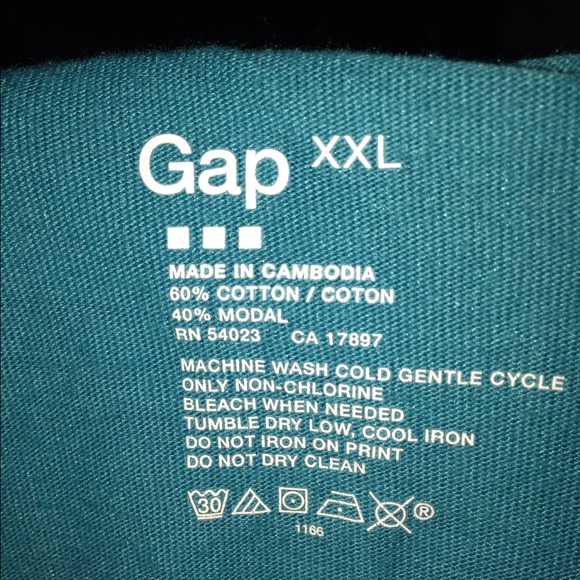 Gap XXL
MADE IN CAMBODIA
60% COTTON / COTON
40% MODAL
RN 54023 CA 17897
MACHINE WASH COLD GENTLE CYCLE
ONLY NON-CHLORINE
BLEACH WHEN NEEDED
TUMBLE DRY LOW, COOL IRON
DO NOT IRON ON PRINT
DO NOT DRY CLEAN
30 ®
1166